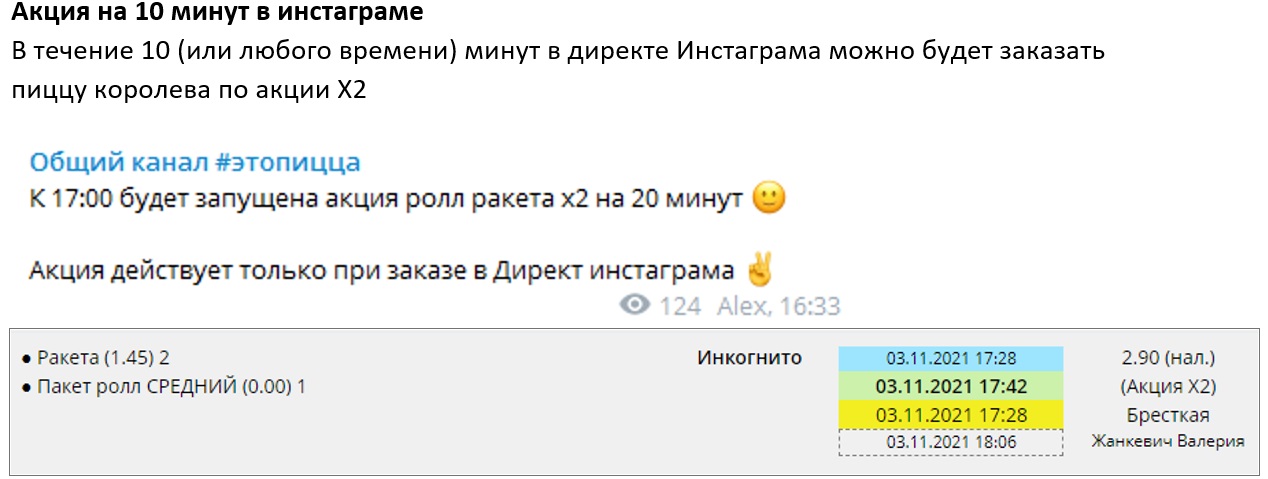 Акция на 10 минут в инстаграме
В течение 10 (или любого времени) минут в директе Инстаграма можно будет заказать
пиццу королева по акции X2
Общий канал #этопицца
К 17:00 будет запущена акция ролл ракета х2 на 20 минут 🙂
Акция действует только при заказе в Директ инстаграма ✌
124 Alex, 16:33
● Ракета (1.45) 2 Инкогнито 03.11.2021 17:28 2.90 (нал.)
● Пакет ролл СРЕДНИЙ (0.00) 1 03.11.2021 17:42 (Акция X2)
03.11.2021 17:28 Бресткая
03.11.2021 18:06 Жанкевич Валерия